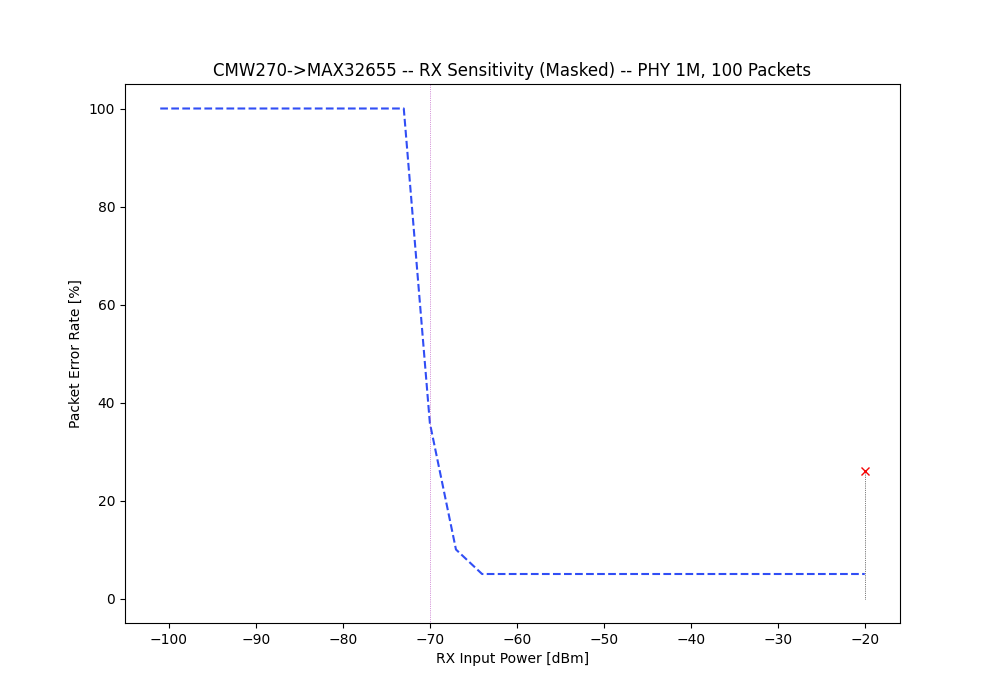 CMW270->MAX32655 -- RX Sensitivity (Masked) -- PHY 1M, 100 Packets
Packet Error Rate [%]
100
80
60
40
20
0
−100 −90 −80 −70 −60 −50 −40 −30 −20
RX Input Power [dBm]